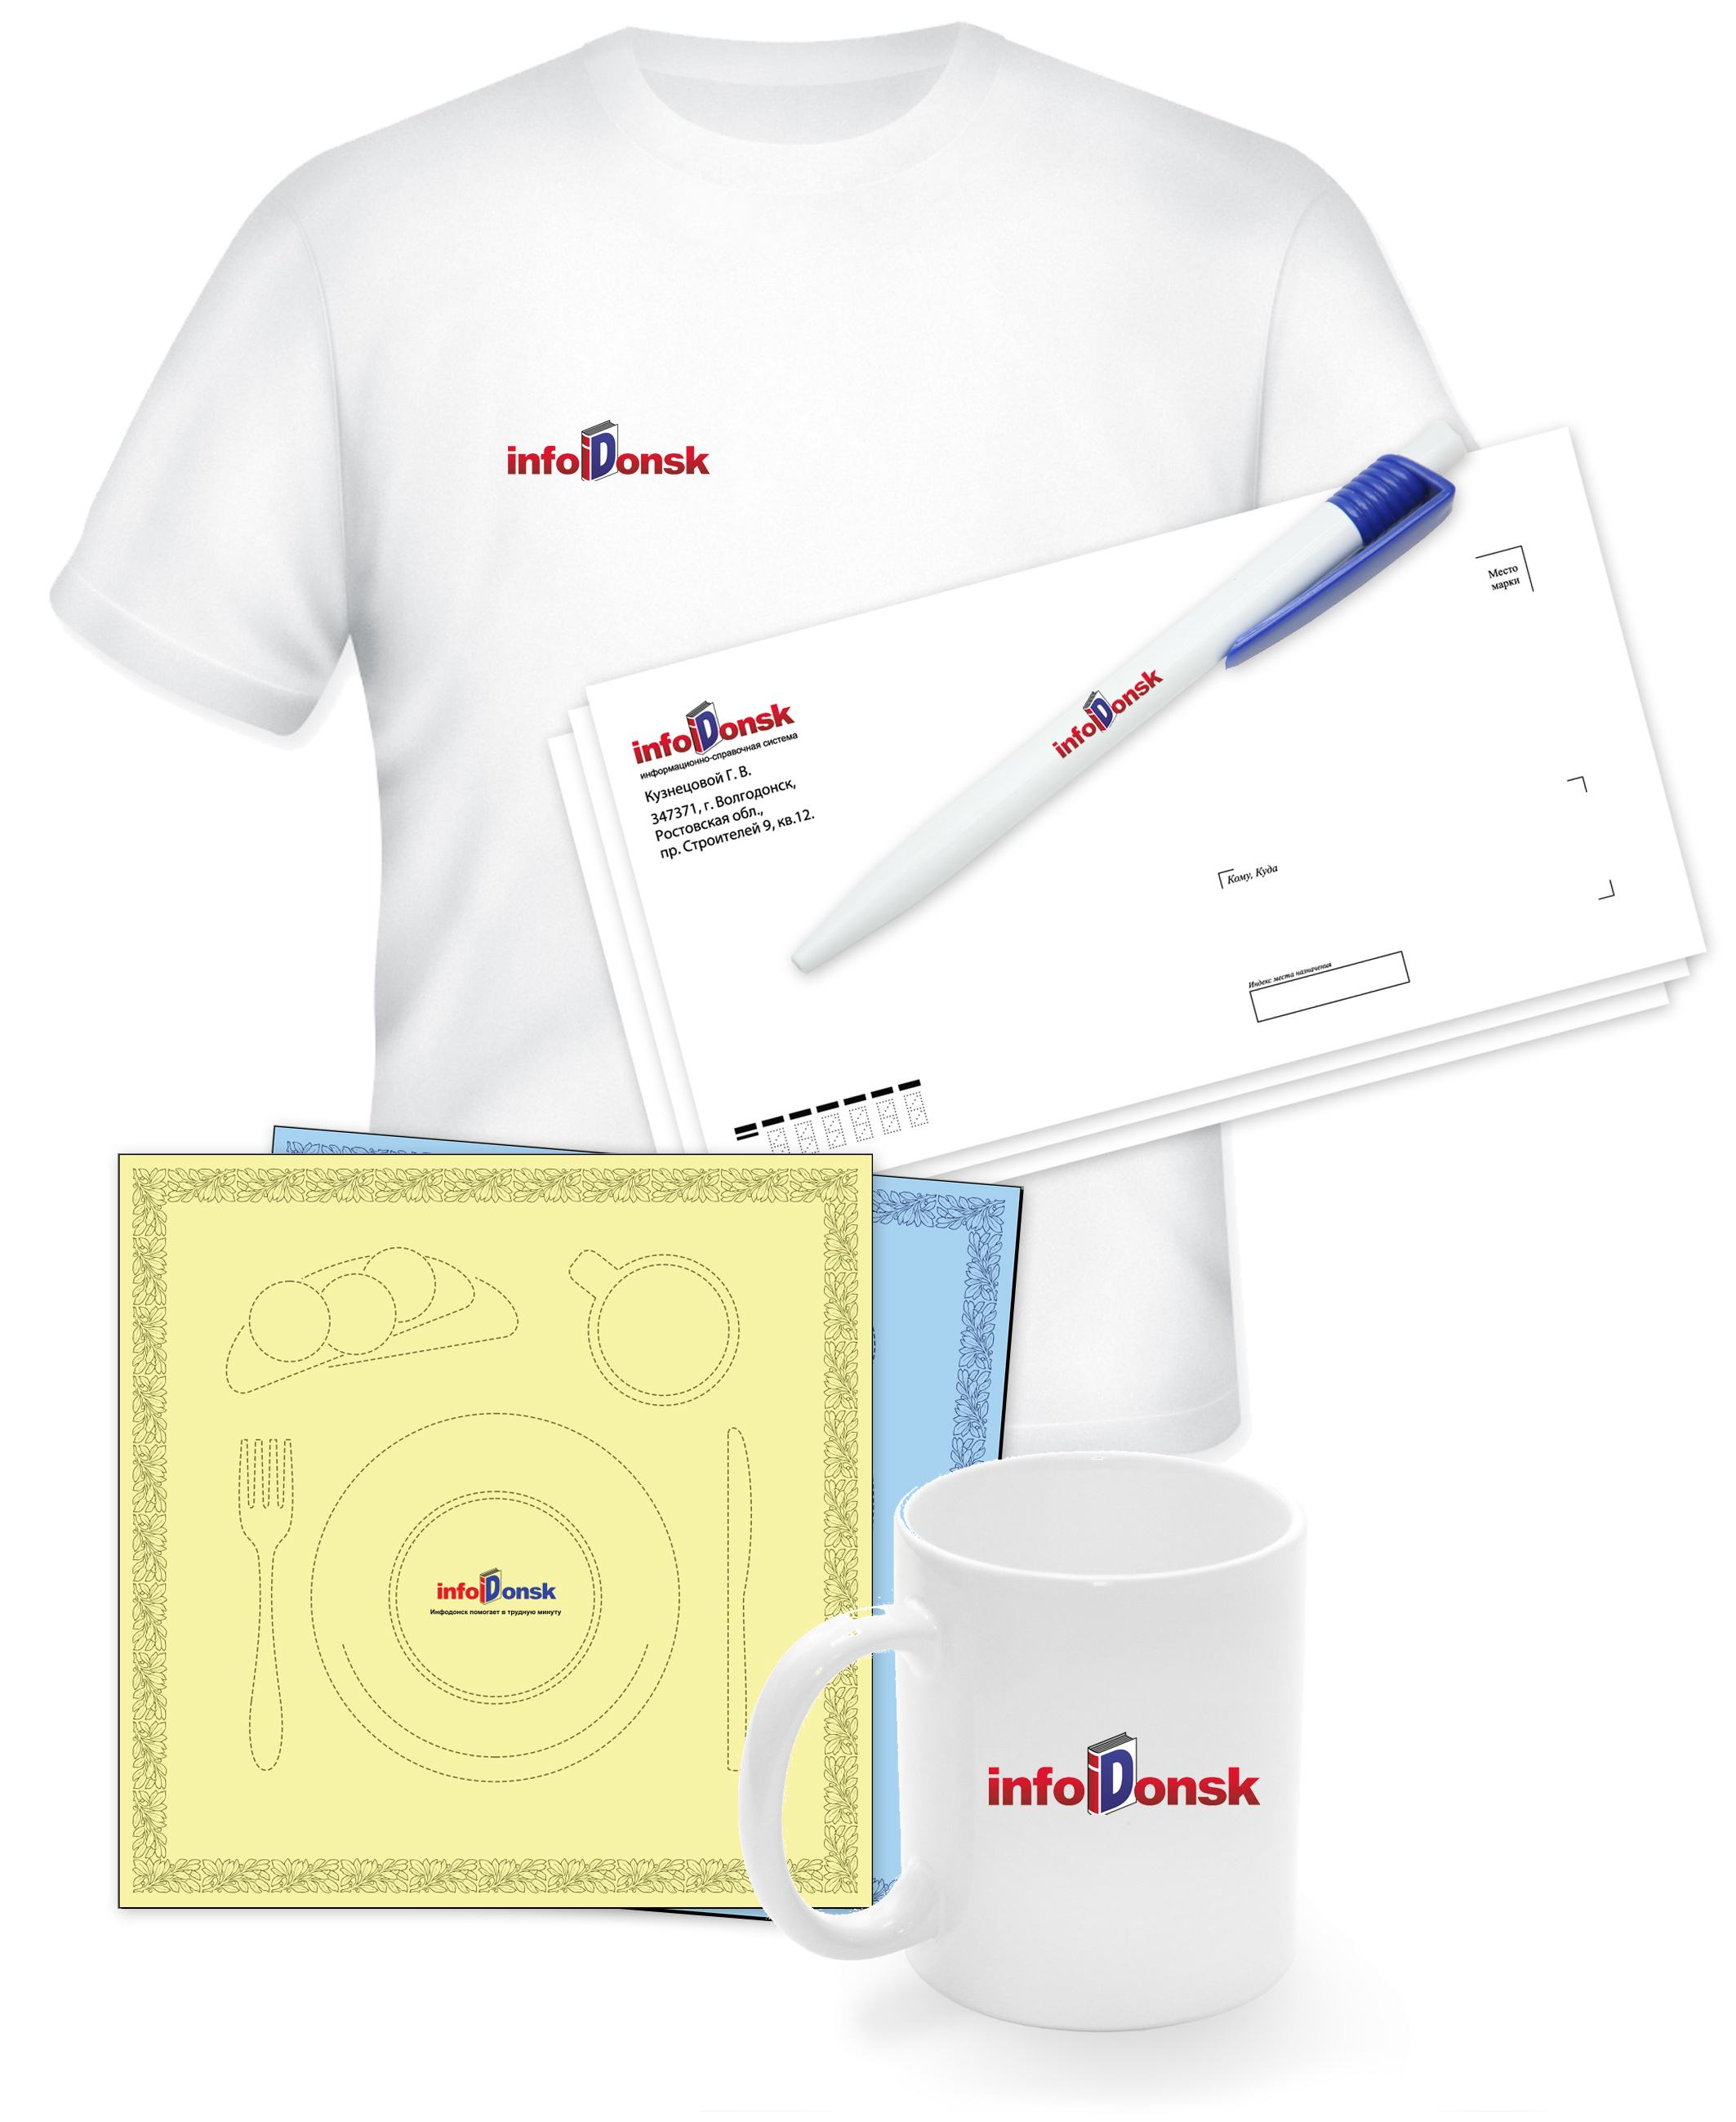 infoDonsk
Место
марки
infoDonsk
infoDonsk
информационно-справочная система
Кузнецовой Г. В.
347371, г. Волгодонск,
Ростовская обл.,
пр. Строителей 9, кв.12.
Кому, Куда
Индекс места назначения
infoDonsk
Инфодонск помогает в трудную минуту
infoDonsk